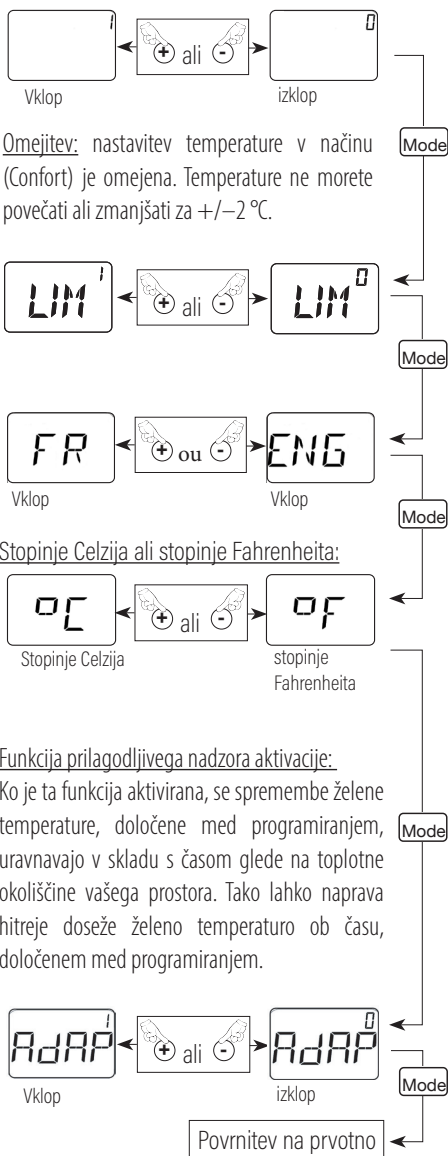 1 + ali - 0
Vklop izklop
Mode
Omejitev: nastavitev temperature v načinu
(Confort) je omejena. Temperature ne morete
povečati ali zmanjšati za +/–2 °C.
LIM 1 + ali - LIM 0
Mode
FR + ou - ENG
Vklop Vklop
Mode
Stopinje Celzija ali stopinje Fahrenheita:
°C + ali - °F
Stopinje Celzija stopinje
Fahrenheita
Funkcija prilagodljivega nadzora aktivacije:
Ko je ta funkcija aktivirana, se spremembe želene
temperature, določene med programiranjem,
Mode
uravnavajo v skladu s časom glede na toplotne
okoliščine vašega prostora. Tako lahko naprava
hitreje doseže želeno temperaturo ob času,
določenem med programiranjem.
AdAP 1 + ali - AdAP 0
Vklop izklop
Mode
Povrnitev na prvotno